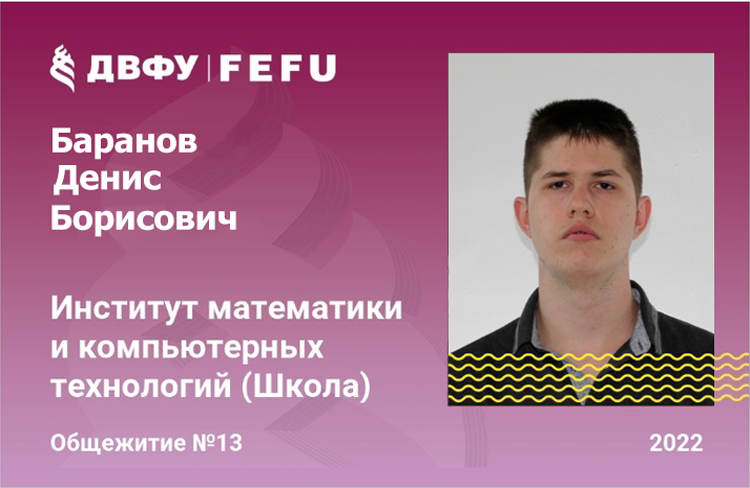 ДВФУ | FEFU
Баранов
Денис
Борисович
Институт математики
и компьютерных
технологий (Школа)
Общежитие №13
2022